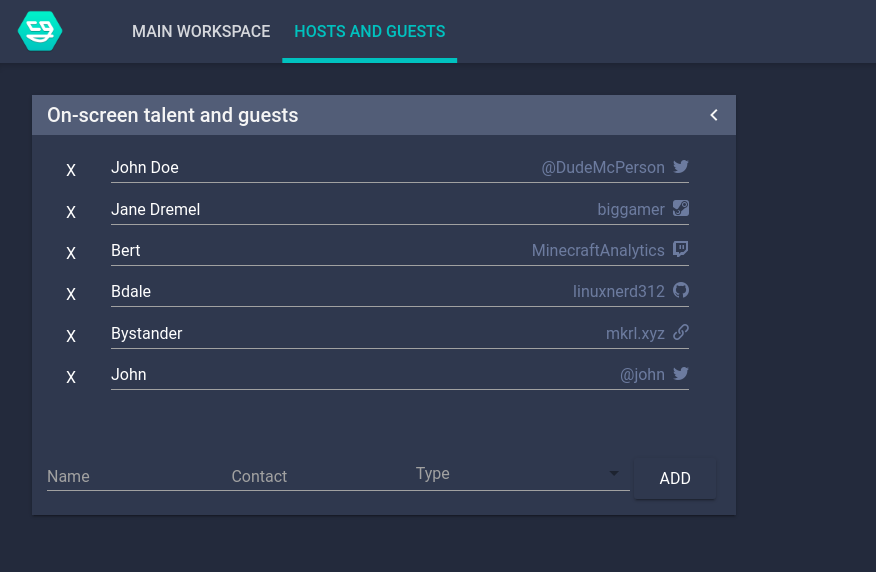 MAIN WORKSPACE HOSTS AND GUESTS
On-screen talent and guests
X John Doe @DudeMcPerson
X Jane Dremel biggamer
X Bert MinecraftAnalytics
X Bdale linuxnerd312
X Bystander mkrl.xyz
X John @john
Name Contact Type ADD